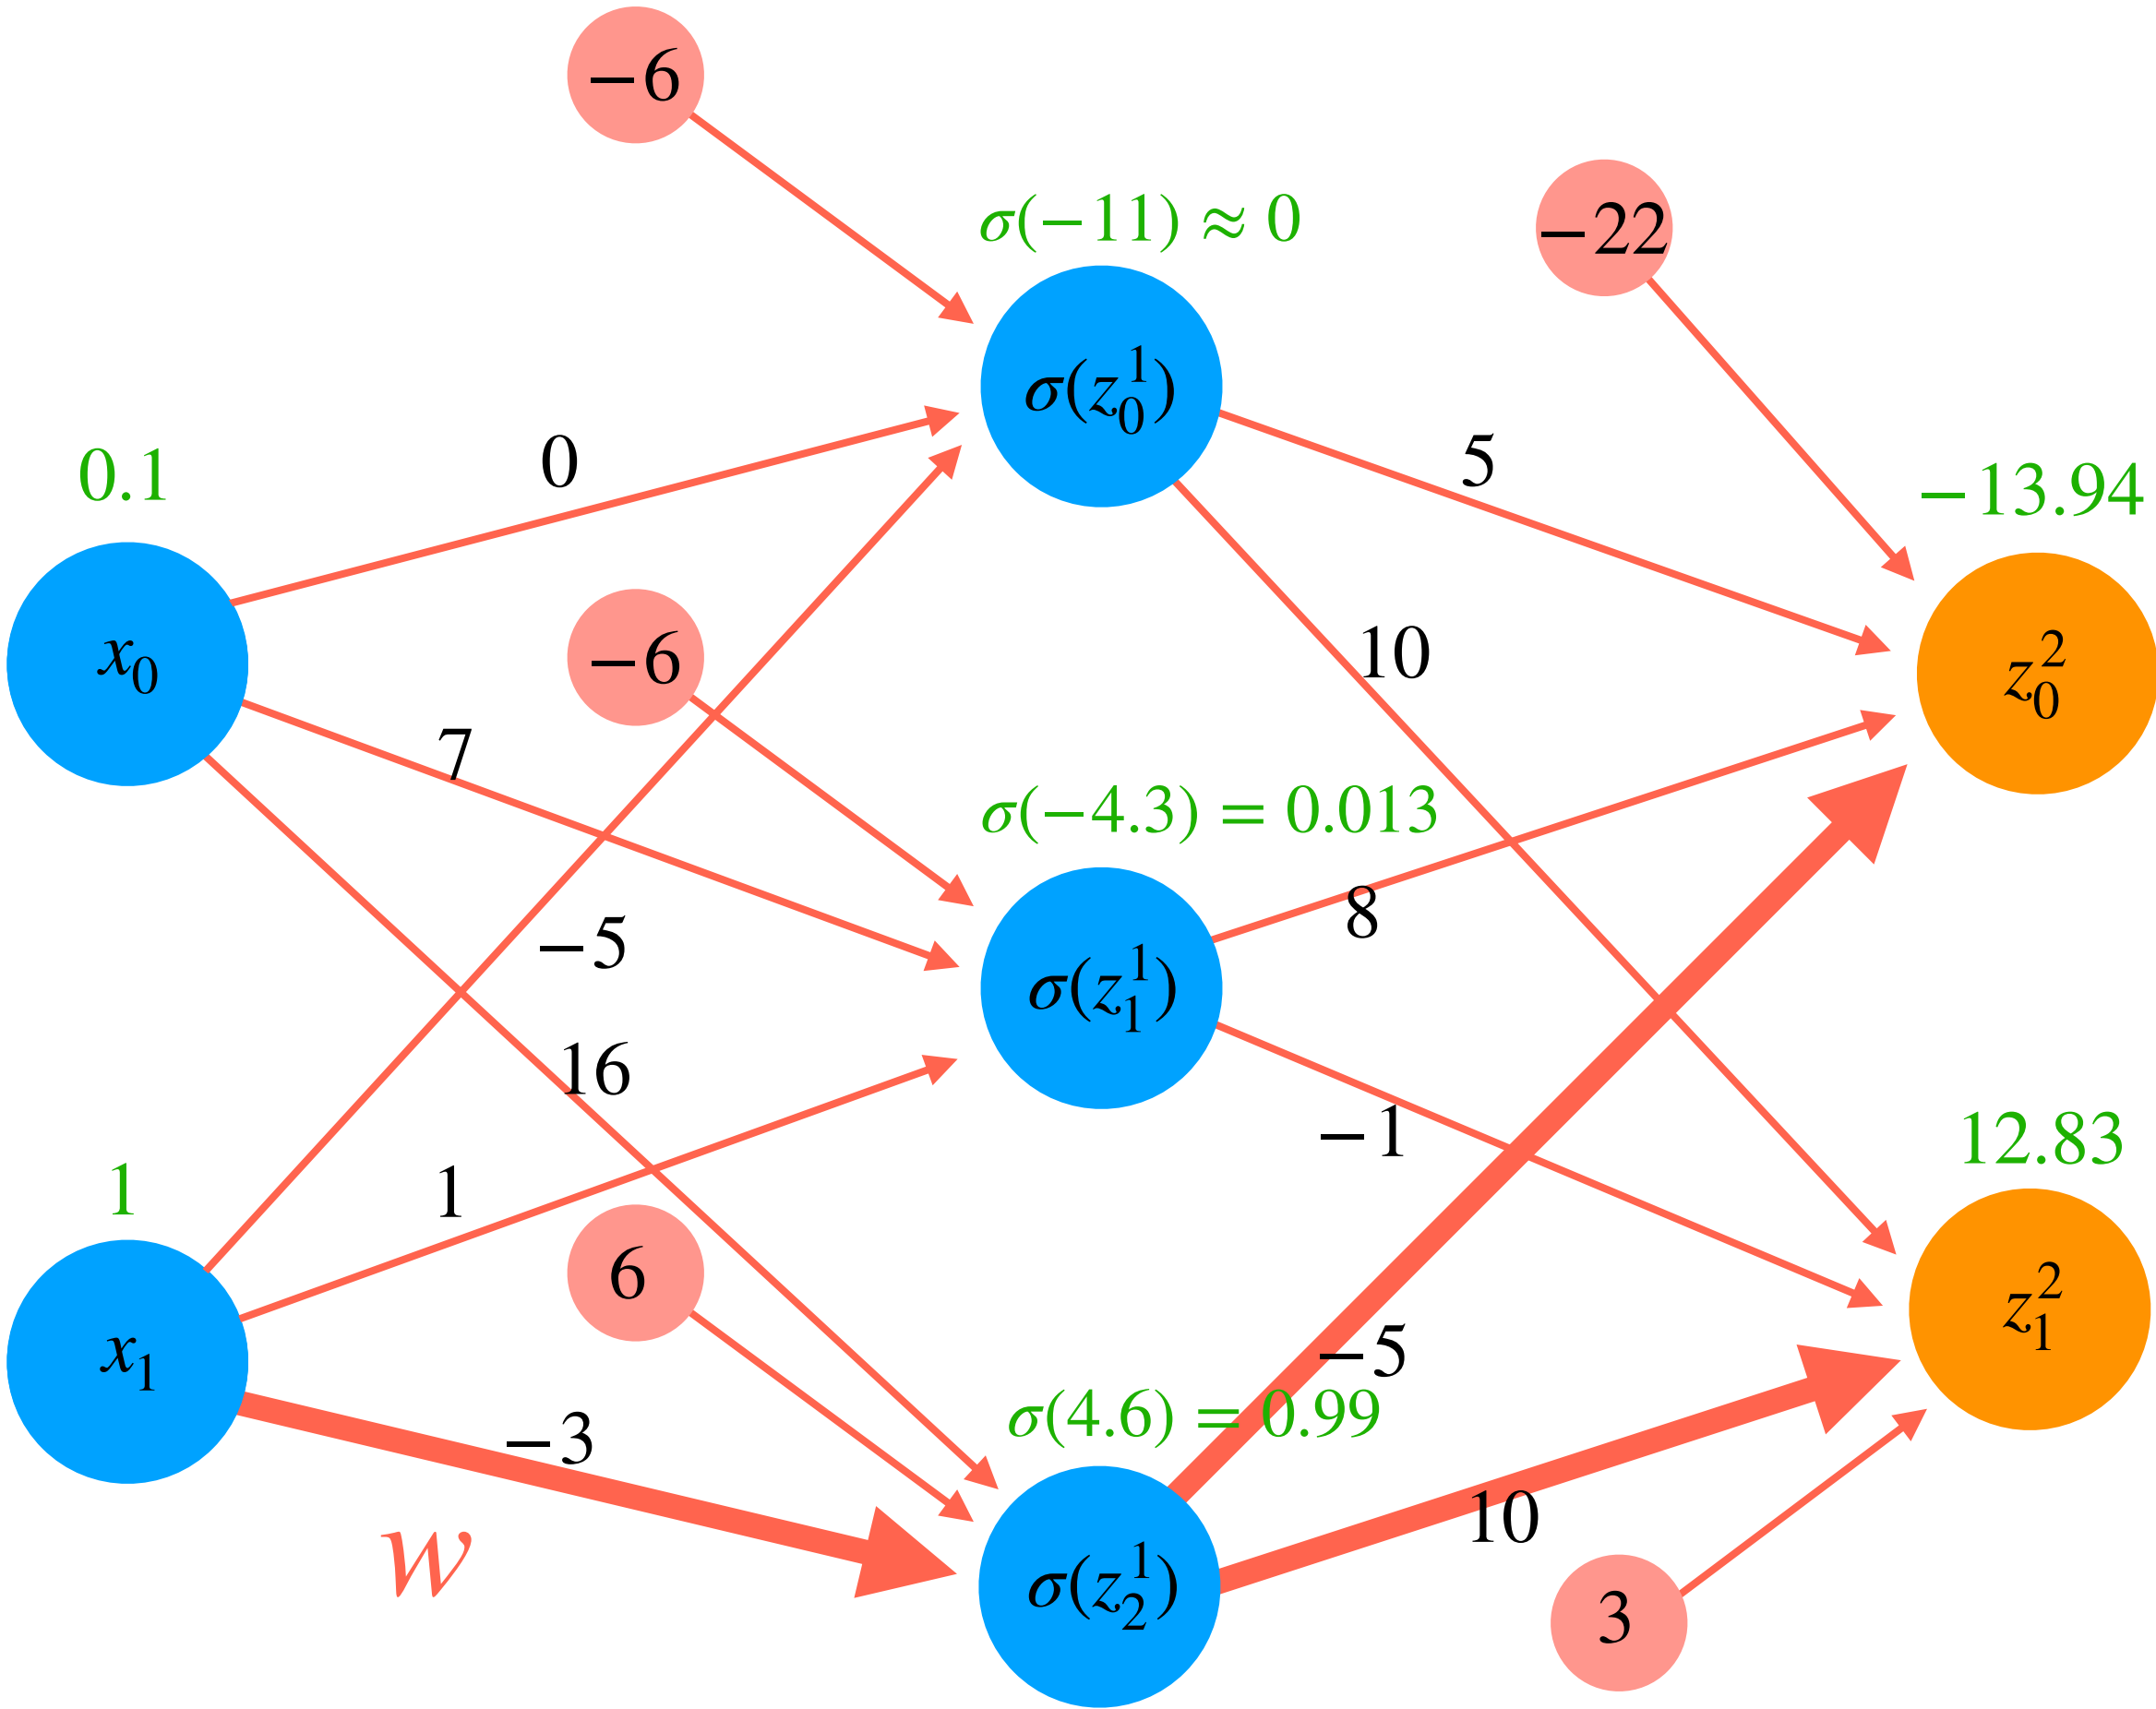 −6
σ(−11) ≈ 0
−22
σ(z₀¹)
0.1
0
5
−13.94
x₀
−6
10
z₀²
7
σ(−4.3) = 0.013
−5
8
σ(z₁¹)
16
−1
1
1
12.83
6
z₁²
x₁
−5
σ(4.6) = 0.99
−3
w
10
σ(z₂¹)
3